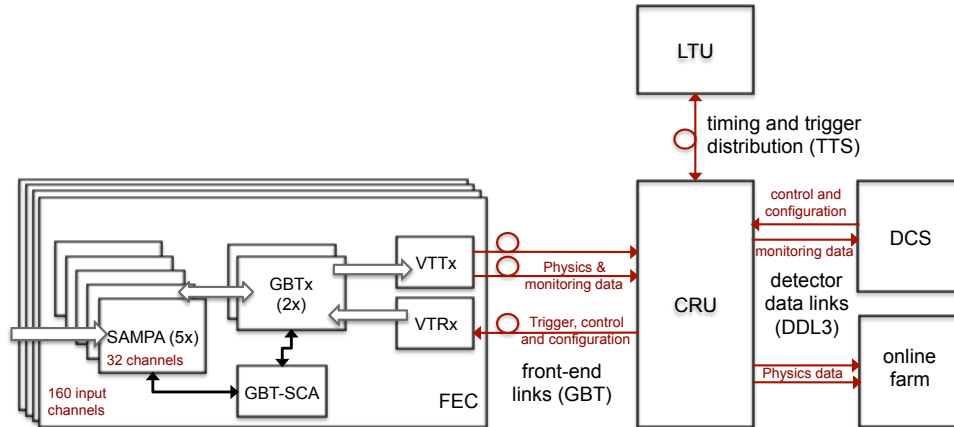 LTU
timing and trigger
distribution (TTS)
control and
configuration
DCS
monitoring data
detector
data links
(DDL3)
CRU
VTTx
GBTx
(2x)
Physics &
monitoring data
VTRx
SAMPA (5x)
32 channels
Trigger, control
and configuration
Physics data
online
farm
front-end
links (GBT)
160 input
channels
GBT-SCA
FEC